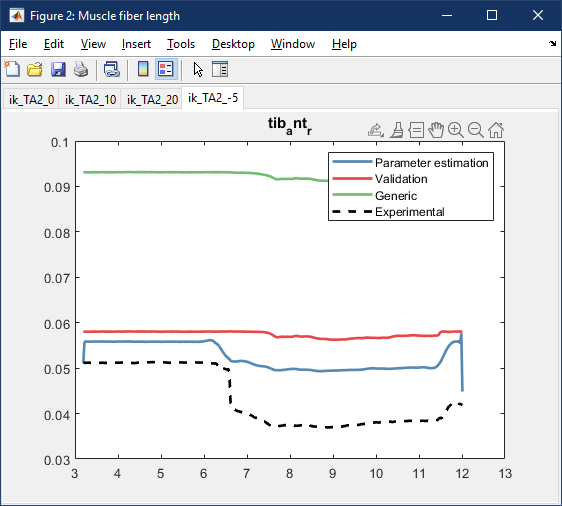 Figure 2: Muscle fiber length
File Edit View Insert Tools Desktop Window Help
ik_TA2_0 ik_TA2_10 ik_TA2_20 ik_TA2_-5
tib_ant_r
0.1
0.09
0.08
0.07
0.06
0.05
0.04
0.03
Parameter estimation
Validation
Generic
Experimental
3 4 5 6 7 8 9 10 11 12 13